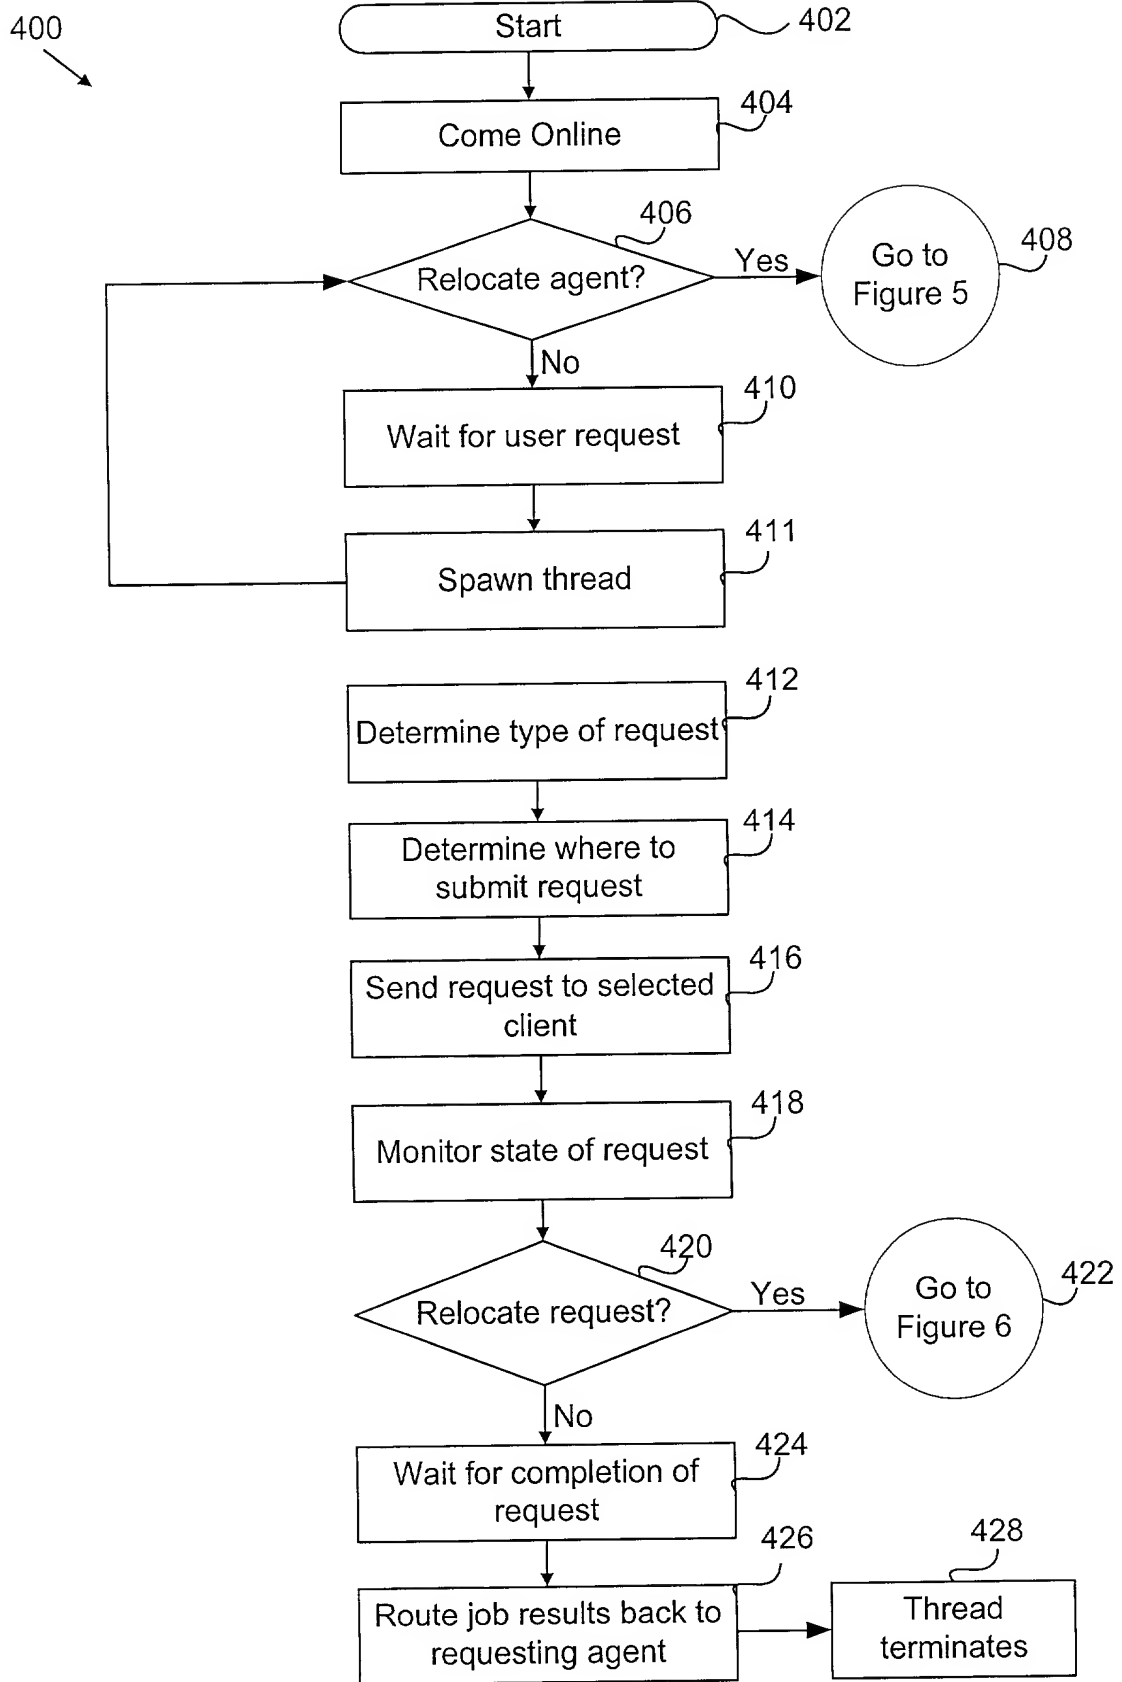 400
Start
402
Come Online
404
406
Relocate agent?
Yes
Go to
Figure 5
408
No
Wait for user request
410
Spawn thread
411
Determine type of request
412
Determine where to
submit request
414
Send request to selected
client
416
Monitor state of request
418
420
Relocate request?
Yes
Go to
Figure 6
422
No
Wait for completion of
request
424
Route job results back to
requesting agent
426
Thread
terminates
428